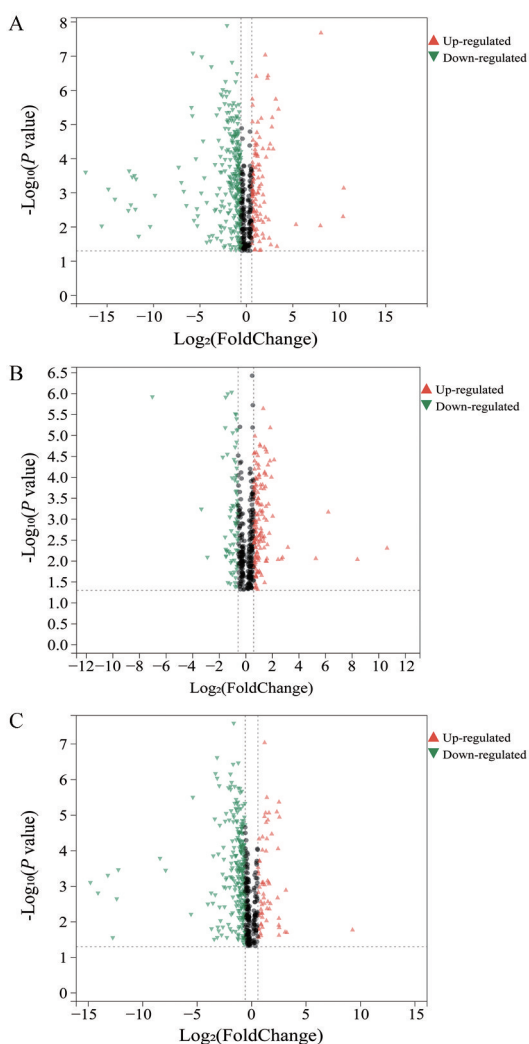 A
8
7
6
5
4
3
2
1
0
-Log₁₀(P value)
−15 −10 −5 0 5 10 15
Log₂(FoldChange)
Up-regulated
Down-regulated
B
6.5
6.0
5.5
5.0
4.5
4.0
3.5
3.0
2.5
2.0
1.5
1.0
0.5
0.0
-Log₁₀(P value)
−12 −10 −8 −6 −4 −2 0 2 4 6 8 10 12
Log₂(FoldChange)
Up-regulated
Down-regulated
C
7
6
5
4
3
2
1
0
-Log₁₀(P value)
−15 −10 −5 0 5 10 15
Log₂(FoldChange)
Up-regulated
Down-regulated